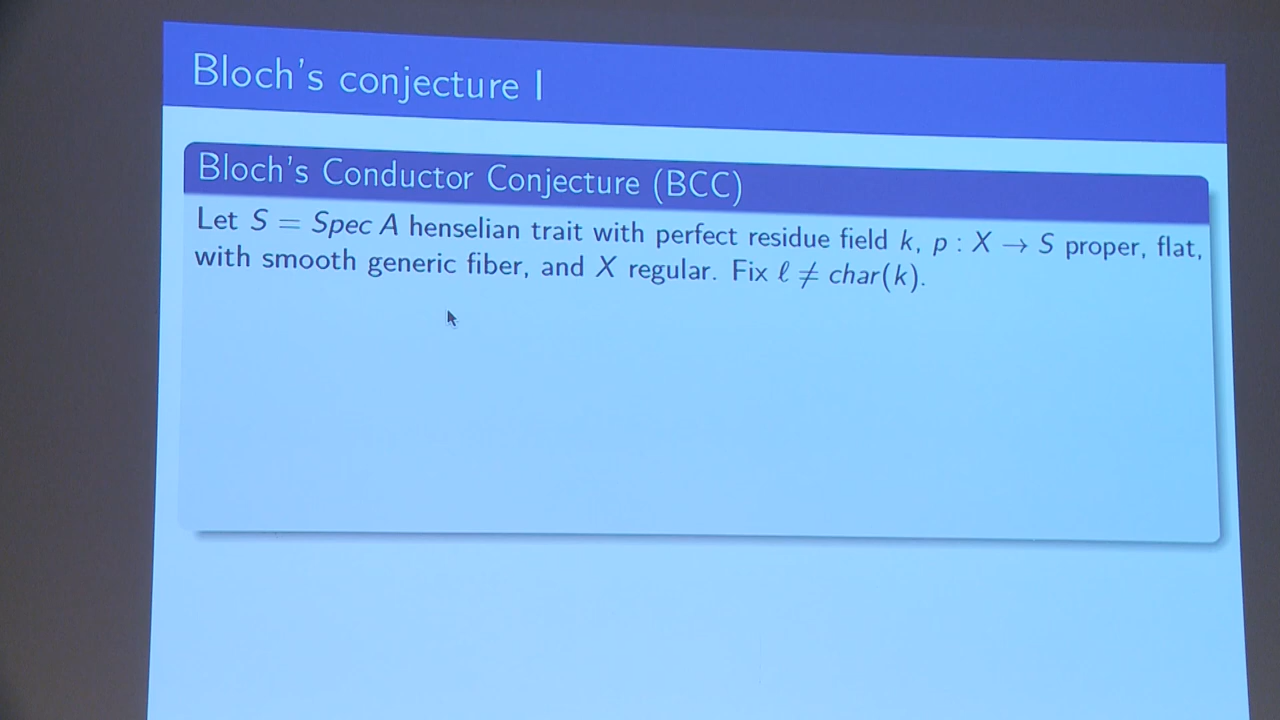 Bloch's conjecture I
Bloch's Conductor Conjecture (BCC)
Let S = Spec A henselian trait with perfect residue field k, p : X → S proper, flat,
with smooth generic fiber, and X regular. Fix ℓ ≠ char(k).